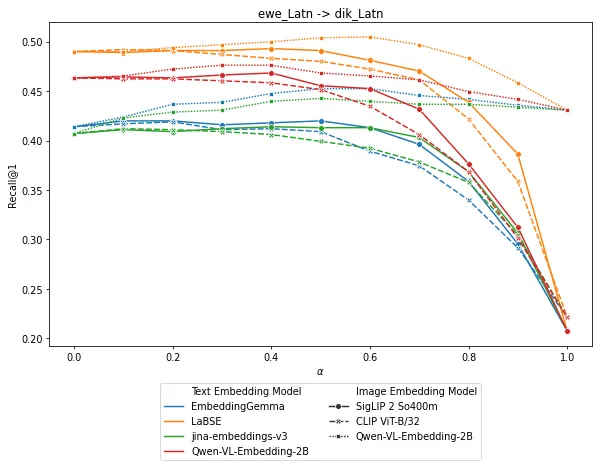 ewe_Latn -> dik_Latn
0.50
0.45
0.40
0.35
0.30
0.25
0.20
Recall@1
0.0 0.2 0.4 0.6 0.8 1.0
α
Text Embedding Model
EmbeddingGemma
LaBSE
jina-embeddings-v3
Qwen-VL-Embedding-2B
Image Embedding Model
SigLIP 2 So400m
CLIP ViT-B/32
Qwen-VL-Embedding-2B